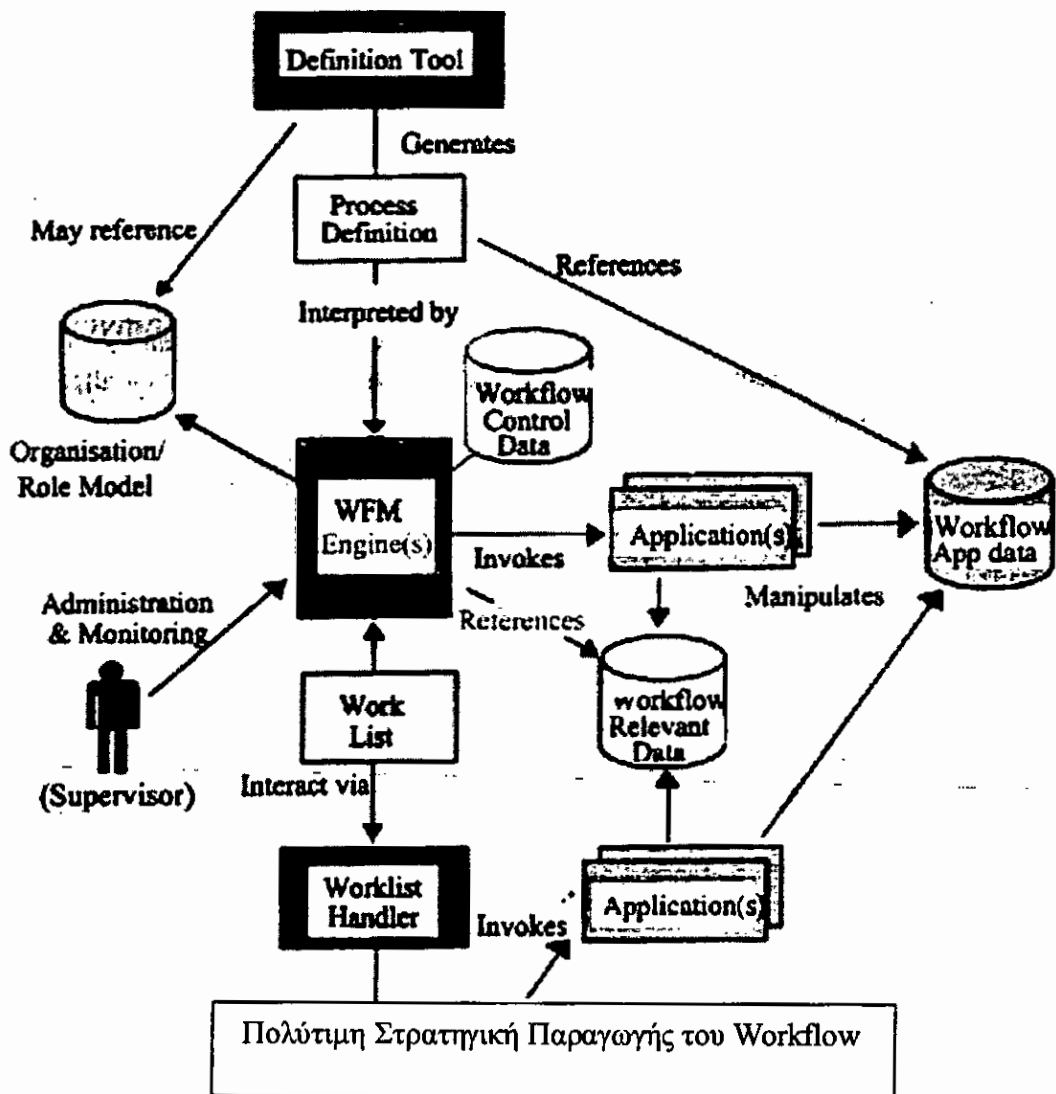 Definition Tool
Generates
Process
Definition
May reference
References
Interpreted by
Workflow
Control
Data
Organisation/
Role Model
WFM
Engine(s)
Invokes
Application(s)
Workflow
App data
Manipulates
Administration
& Monitoring
References
workflow
Relevant
Data
Work
List
(Supervisor)
Interact via
Worklist
Handler
Invokes
Application(s)
Πολύτιμη Στρατηγική Παραγωγής του Workflow